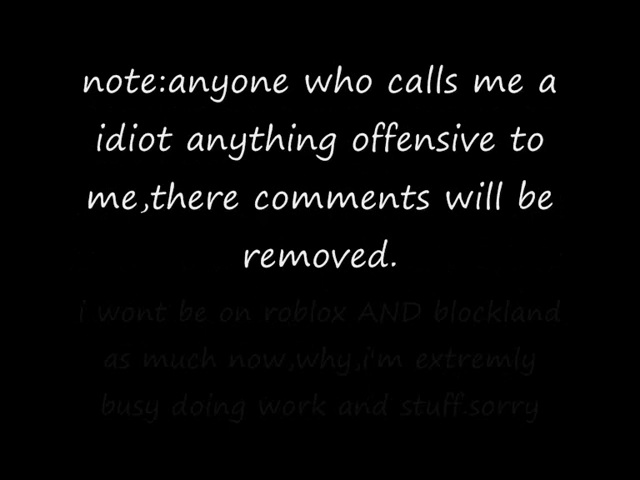 note:anyone who calls me a
idiot anything offensive to
me,there comments will be
removed.
i wont be on roblox AND blockland
as much now,why,i'm extremly
busy doing work and stuff.sorry